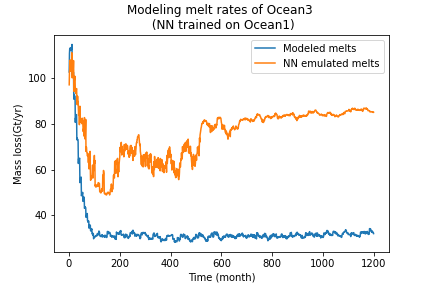 Modeling melt rates of Ocean3
(NN trained on Ocean1)
Modeled melts
NN emulated melts
Mass loss(Gt/yr)
100
80
60
40
0 200 400 600 800 1000 1200
Time (month)